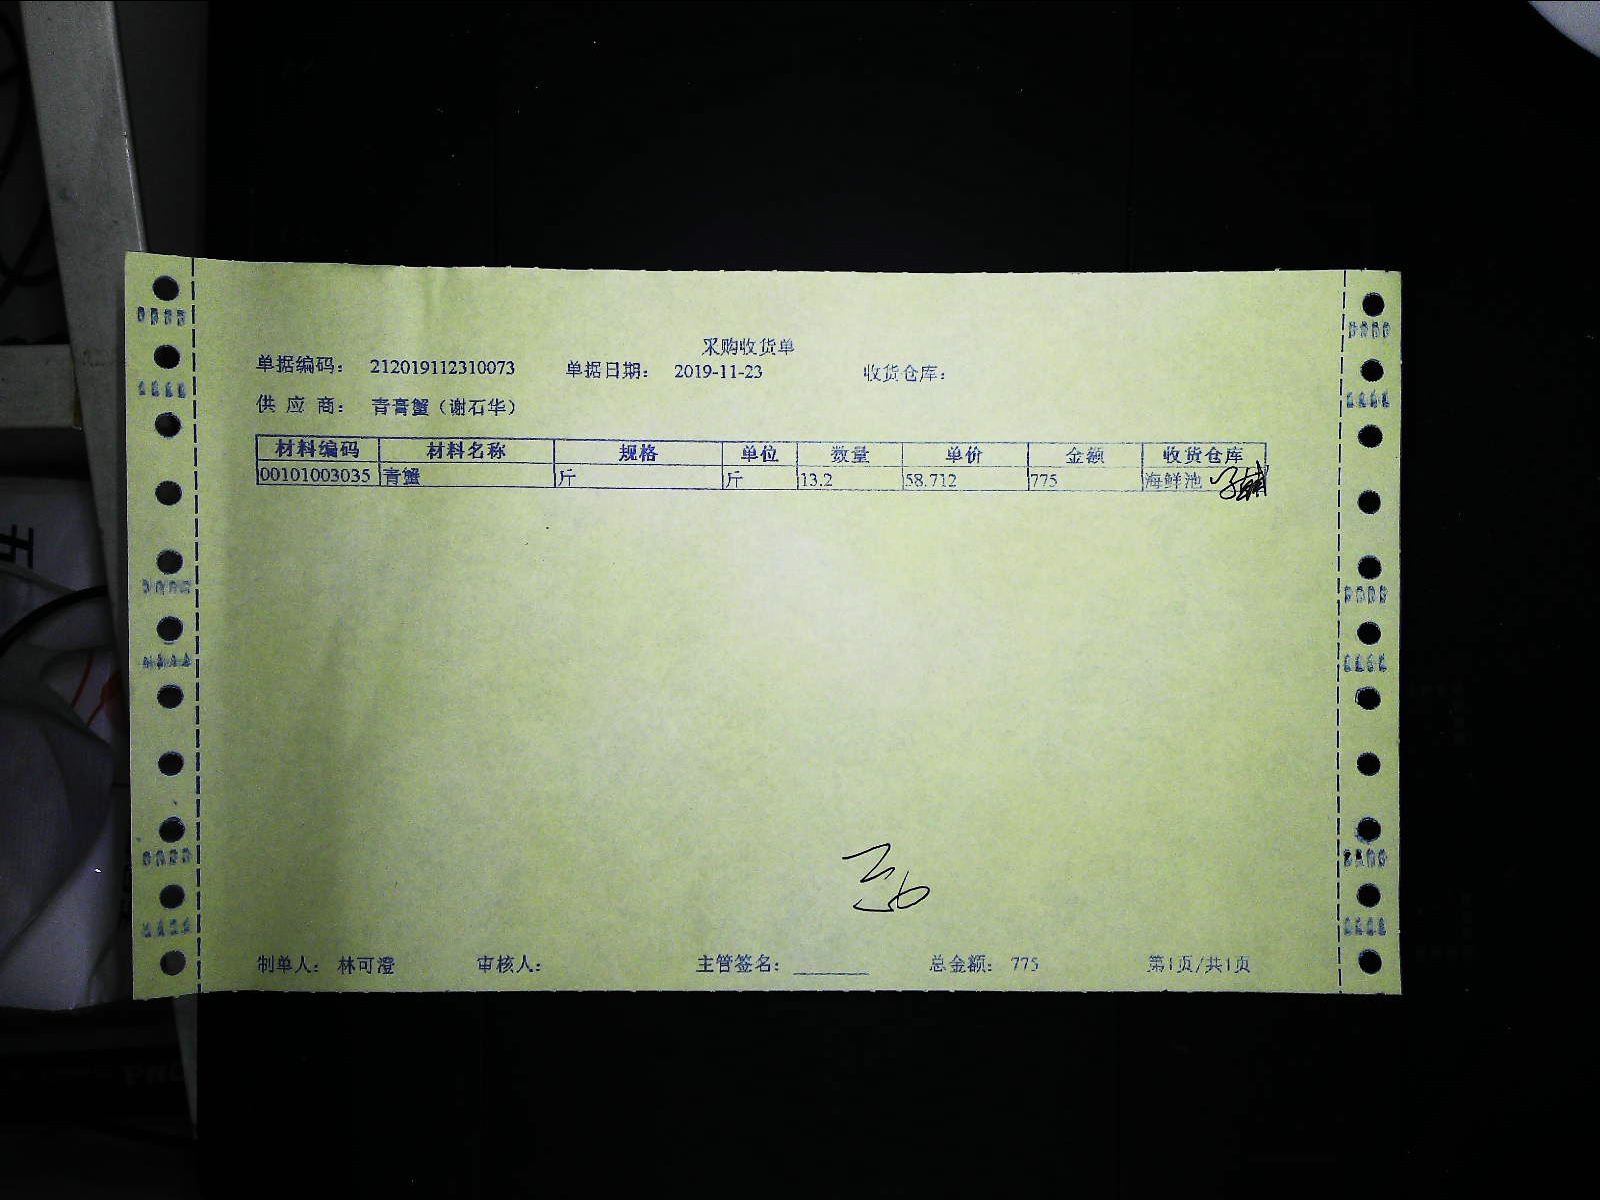 采购收货单
单据编码： 212019112310073 单据日期： 2019-11-23 收货仓库：
供 应 商： 青膏蟹（谢石华）
材料编码 材料名称 规格 单位 数量 单价 金额 收货仓库
00101003035 青蟹 斤 斤 13.2 58.712 775 海鲜池
制单人： 林可澄 审核人： 主管签名： ______ 总金额： 775 第1页/共1页